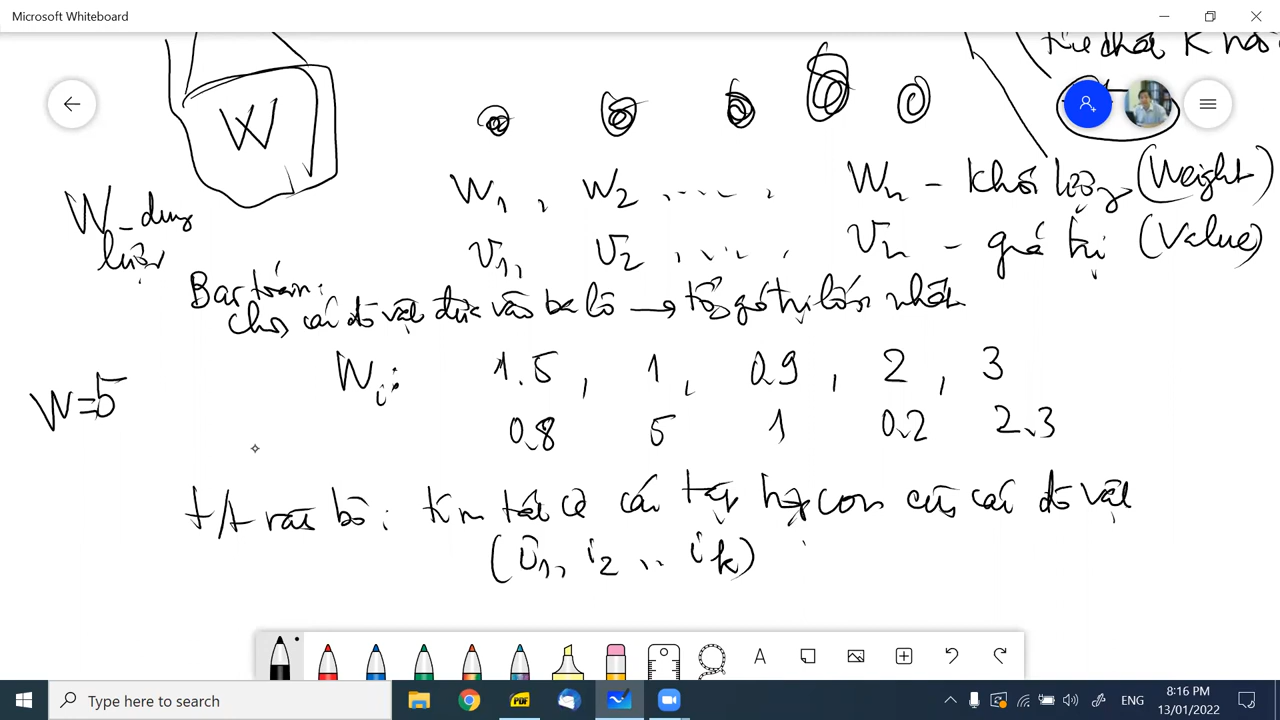 Microsoft Whiteboard
W
W1, W2 ....., Wn - khối lượng (Weight)
W - dung lượng
V1, V2 ....., Vn - giá trị (Value)
Bài toán:
chọn các đồ vật đưa vào ba lô → tổng giá trị lớn nhất
Wi: 1.5, 1, 0.9, 2, 3
W=5
0.8 5 1 0.2 2.3
t/t vét cạn: tìm tất cả các tập hợp con của các đồ vật
(i1, i2 .. ik)
Type here to search
PDF
ENG
8:16 PM
13/01/2022